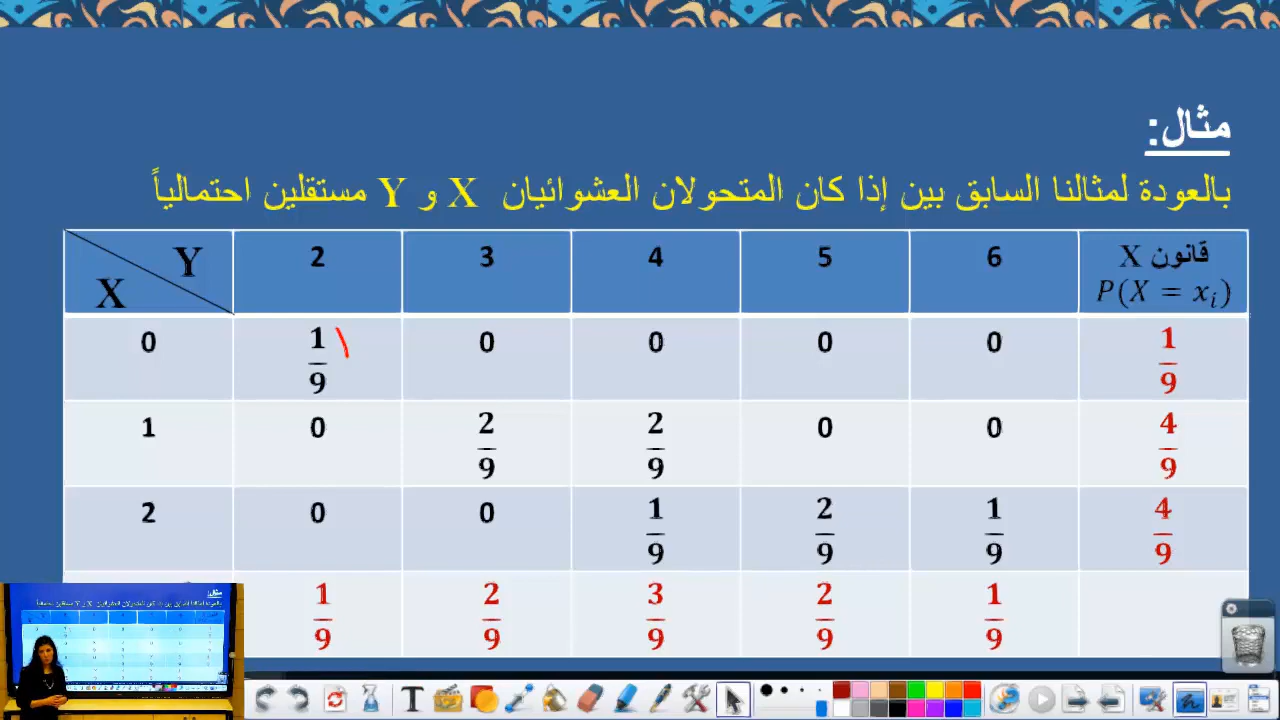 مثال:
بالعودة لمثالنا السابق بين إذا كان المتحولان العشوائيان X و Y مستقلين احتمالياً
Y X 2 3 4 5 6 قانون X P(X = xᵢ)
0 1/9 0 0 0 0 1/9
1 0 2/9 2/9 0 0 4/9
2 0 0 1/9 2/9 1/9 4/9
1/9 2/9 3/9 2/9 1/9